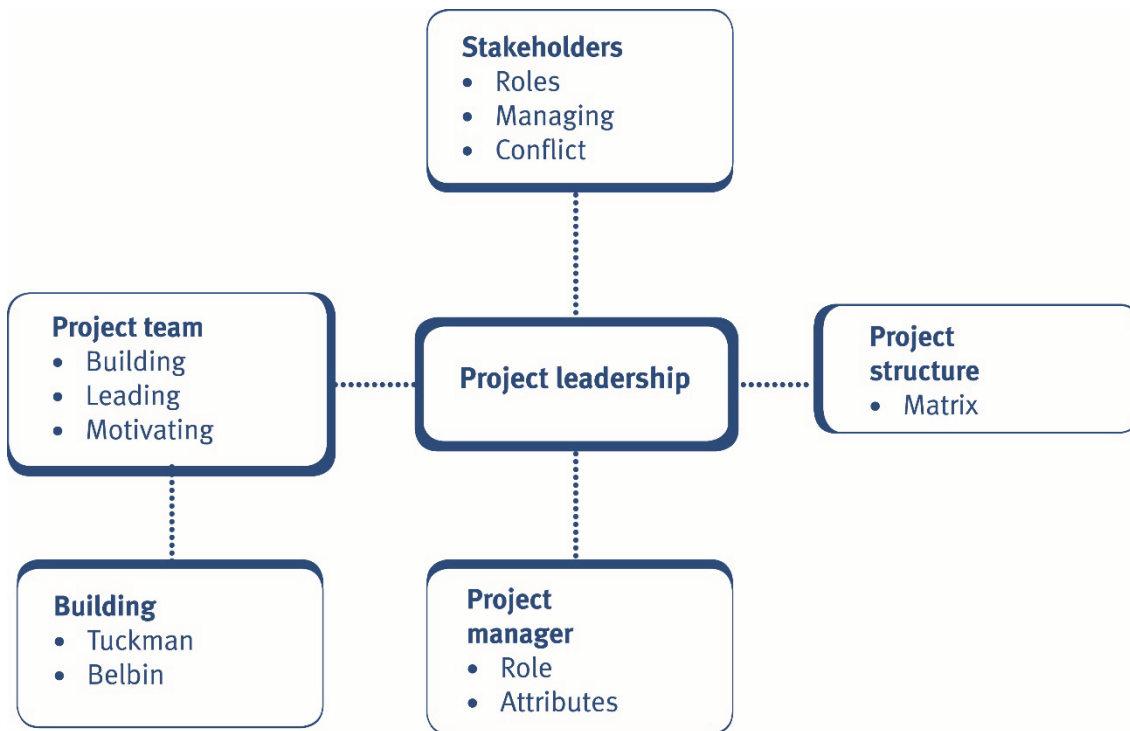 Stakeholders
• Roles
• Managing
• Conflict
Project team
• Building
• Leading
• Motivating
Project leadership
Project
structure
• Matrix
Building
• Tuckman
• Belbin
Project
manager
• Role
• Attributes